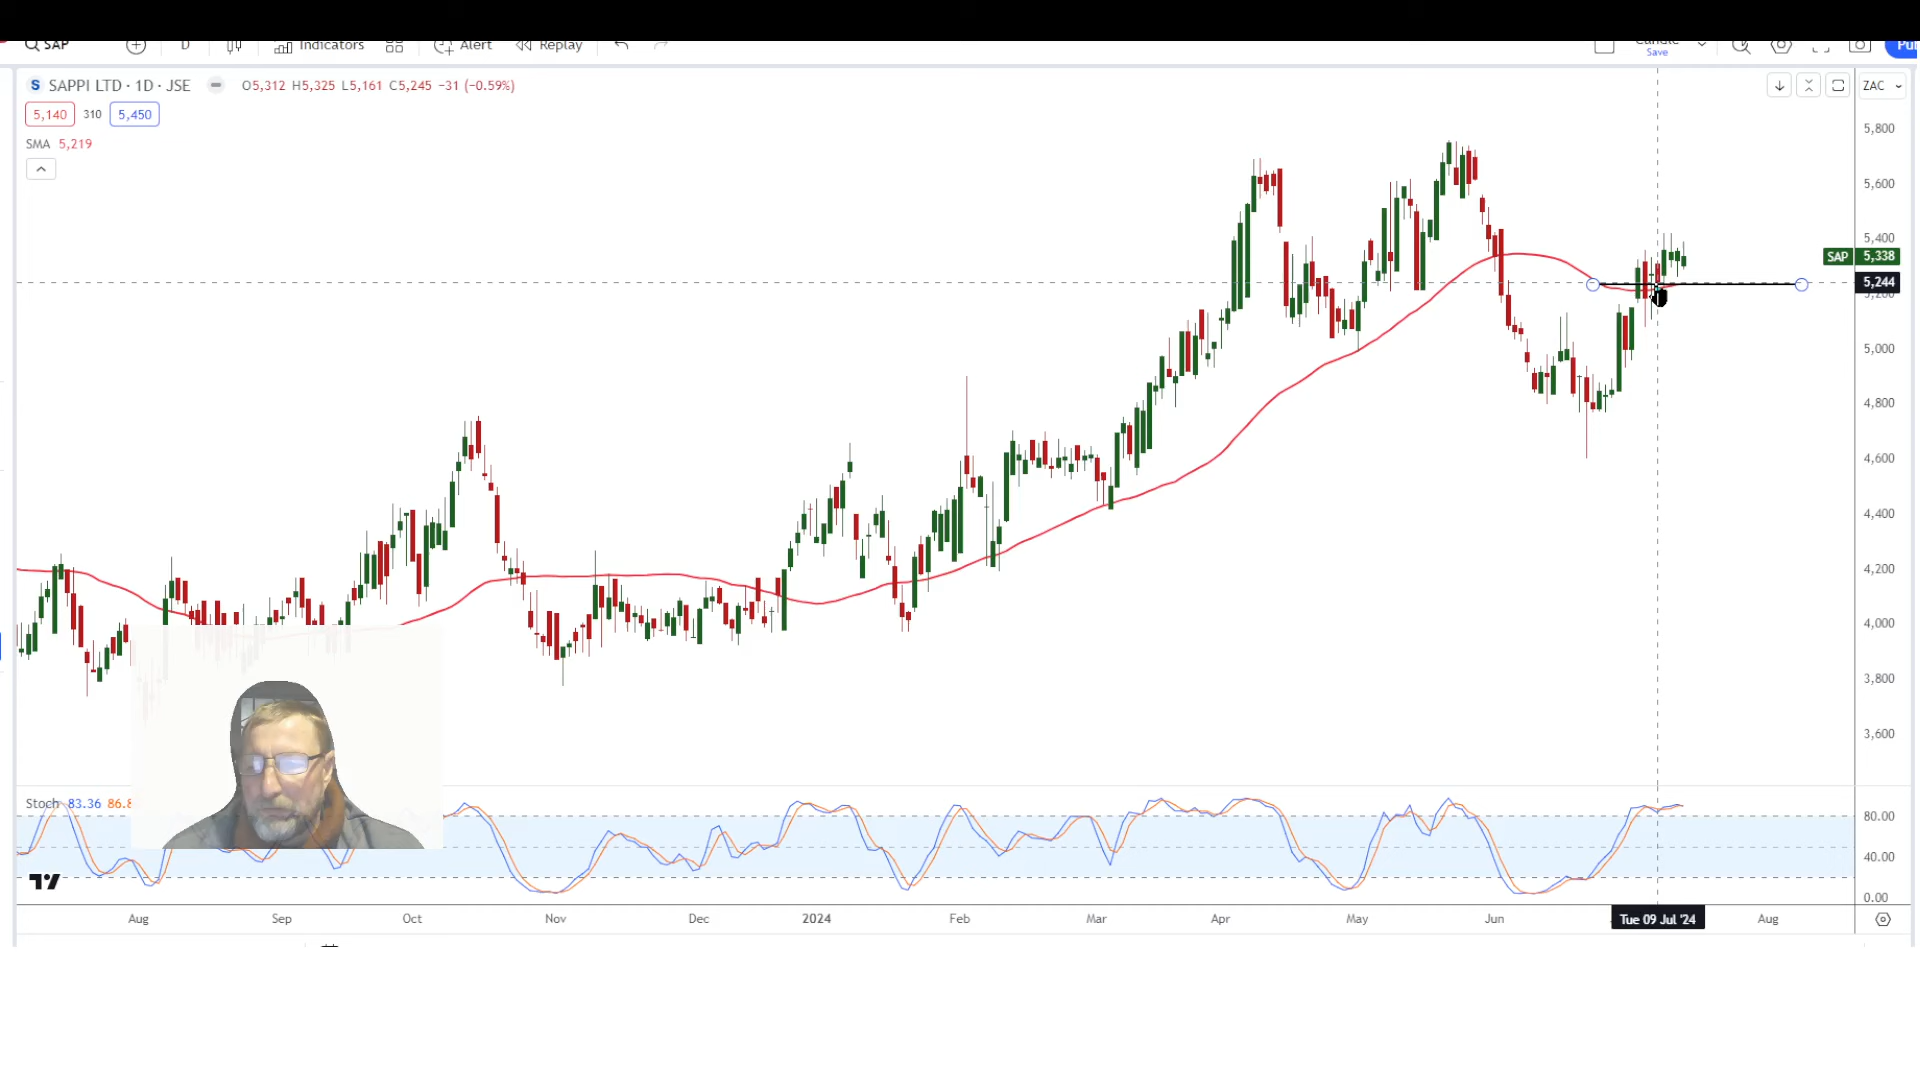 SAP D Indicators Alert Replay Candle Save
S SAPPI LTD · 1D · JSE O5,312 H5,325 L5,161 C5,245 −31 (−0.59%) ZAC
5,140 310 5,450
SMA 5,219
5,800
5,600
5,400
SAP 5,338
5,244
5,200
5,000
4,800
4,600
4,400
4,200
4,000
3,800
3,600
Stoch 83.36
80.00
40.00
0.00
Aug Sep Oct Nov Dec 2024 Feb Mar Apr May Jun Tue 09 Jul '24 Aug